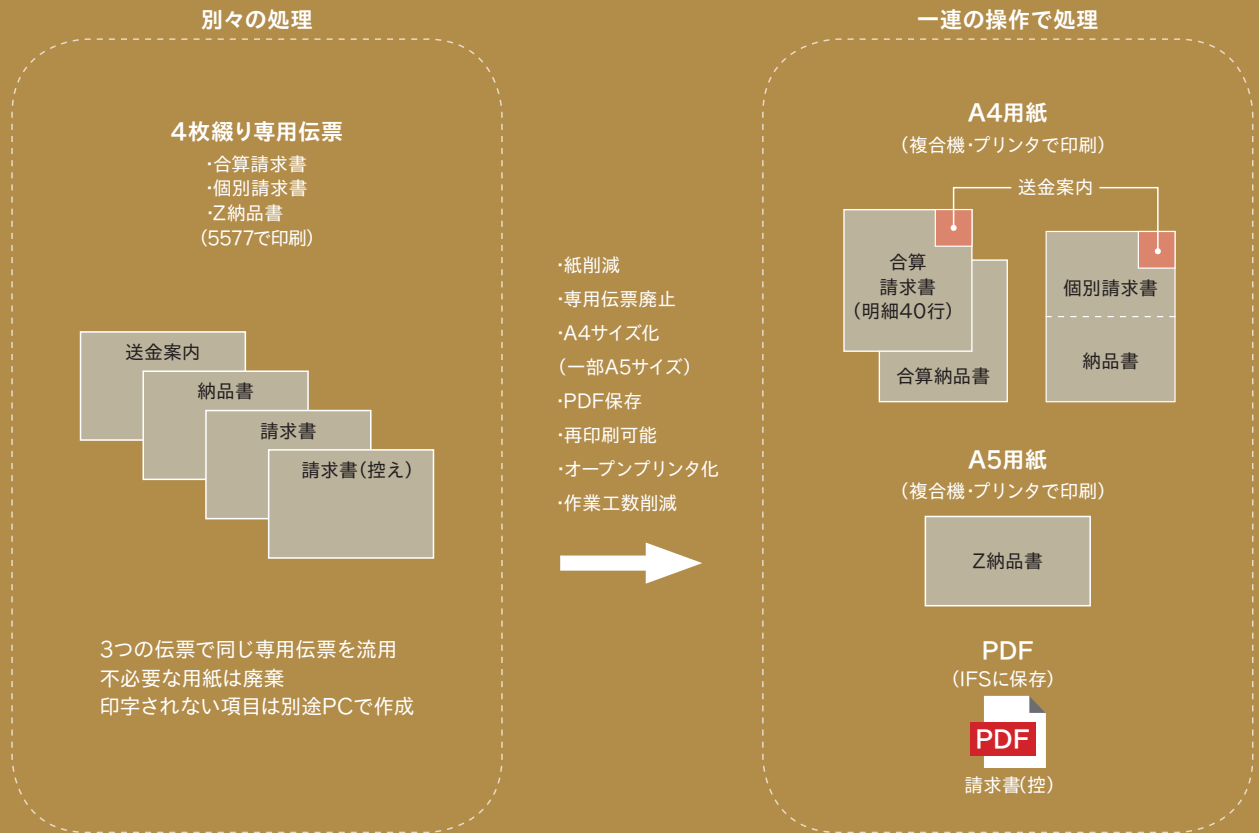 別々の処理
4枚綴り専用伝票
・合算請求書
・個別請求書
・Z納品書
(5577で印刷)
送金案内
納品書
請求書
請求書(控え)
3つの伝票で同じ専用伝票を流用
不必要な用紙は廃棄
印字されない項目は別途PCで作成
・紙削減
・専用伝票廃止
・A4サイズ化
(一部A5サイズ)
・PDF保存
・再印刷可能
・オープンプリンタ化
・作業工数削減
一連の操作で処理
A4用紙
(複合機・プリンタで印刷)
送金案内
合算
請求書
(明細40行)
合算納品書
個別請求書
納品書
A5用紙
(複合機・プリンタで印刷)
Z納品書
PDF
(IFSに保存)
PDF
請求書(控)